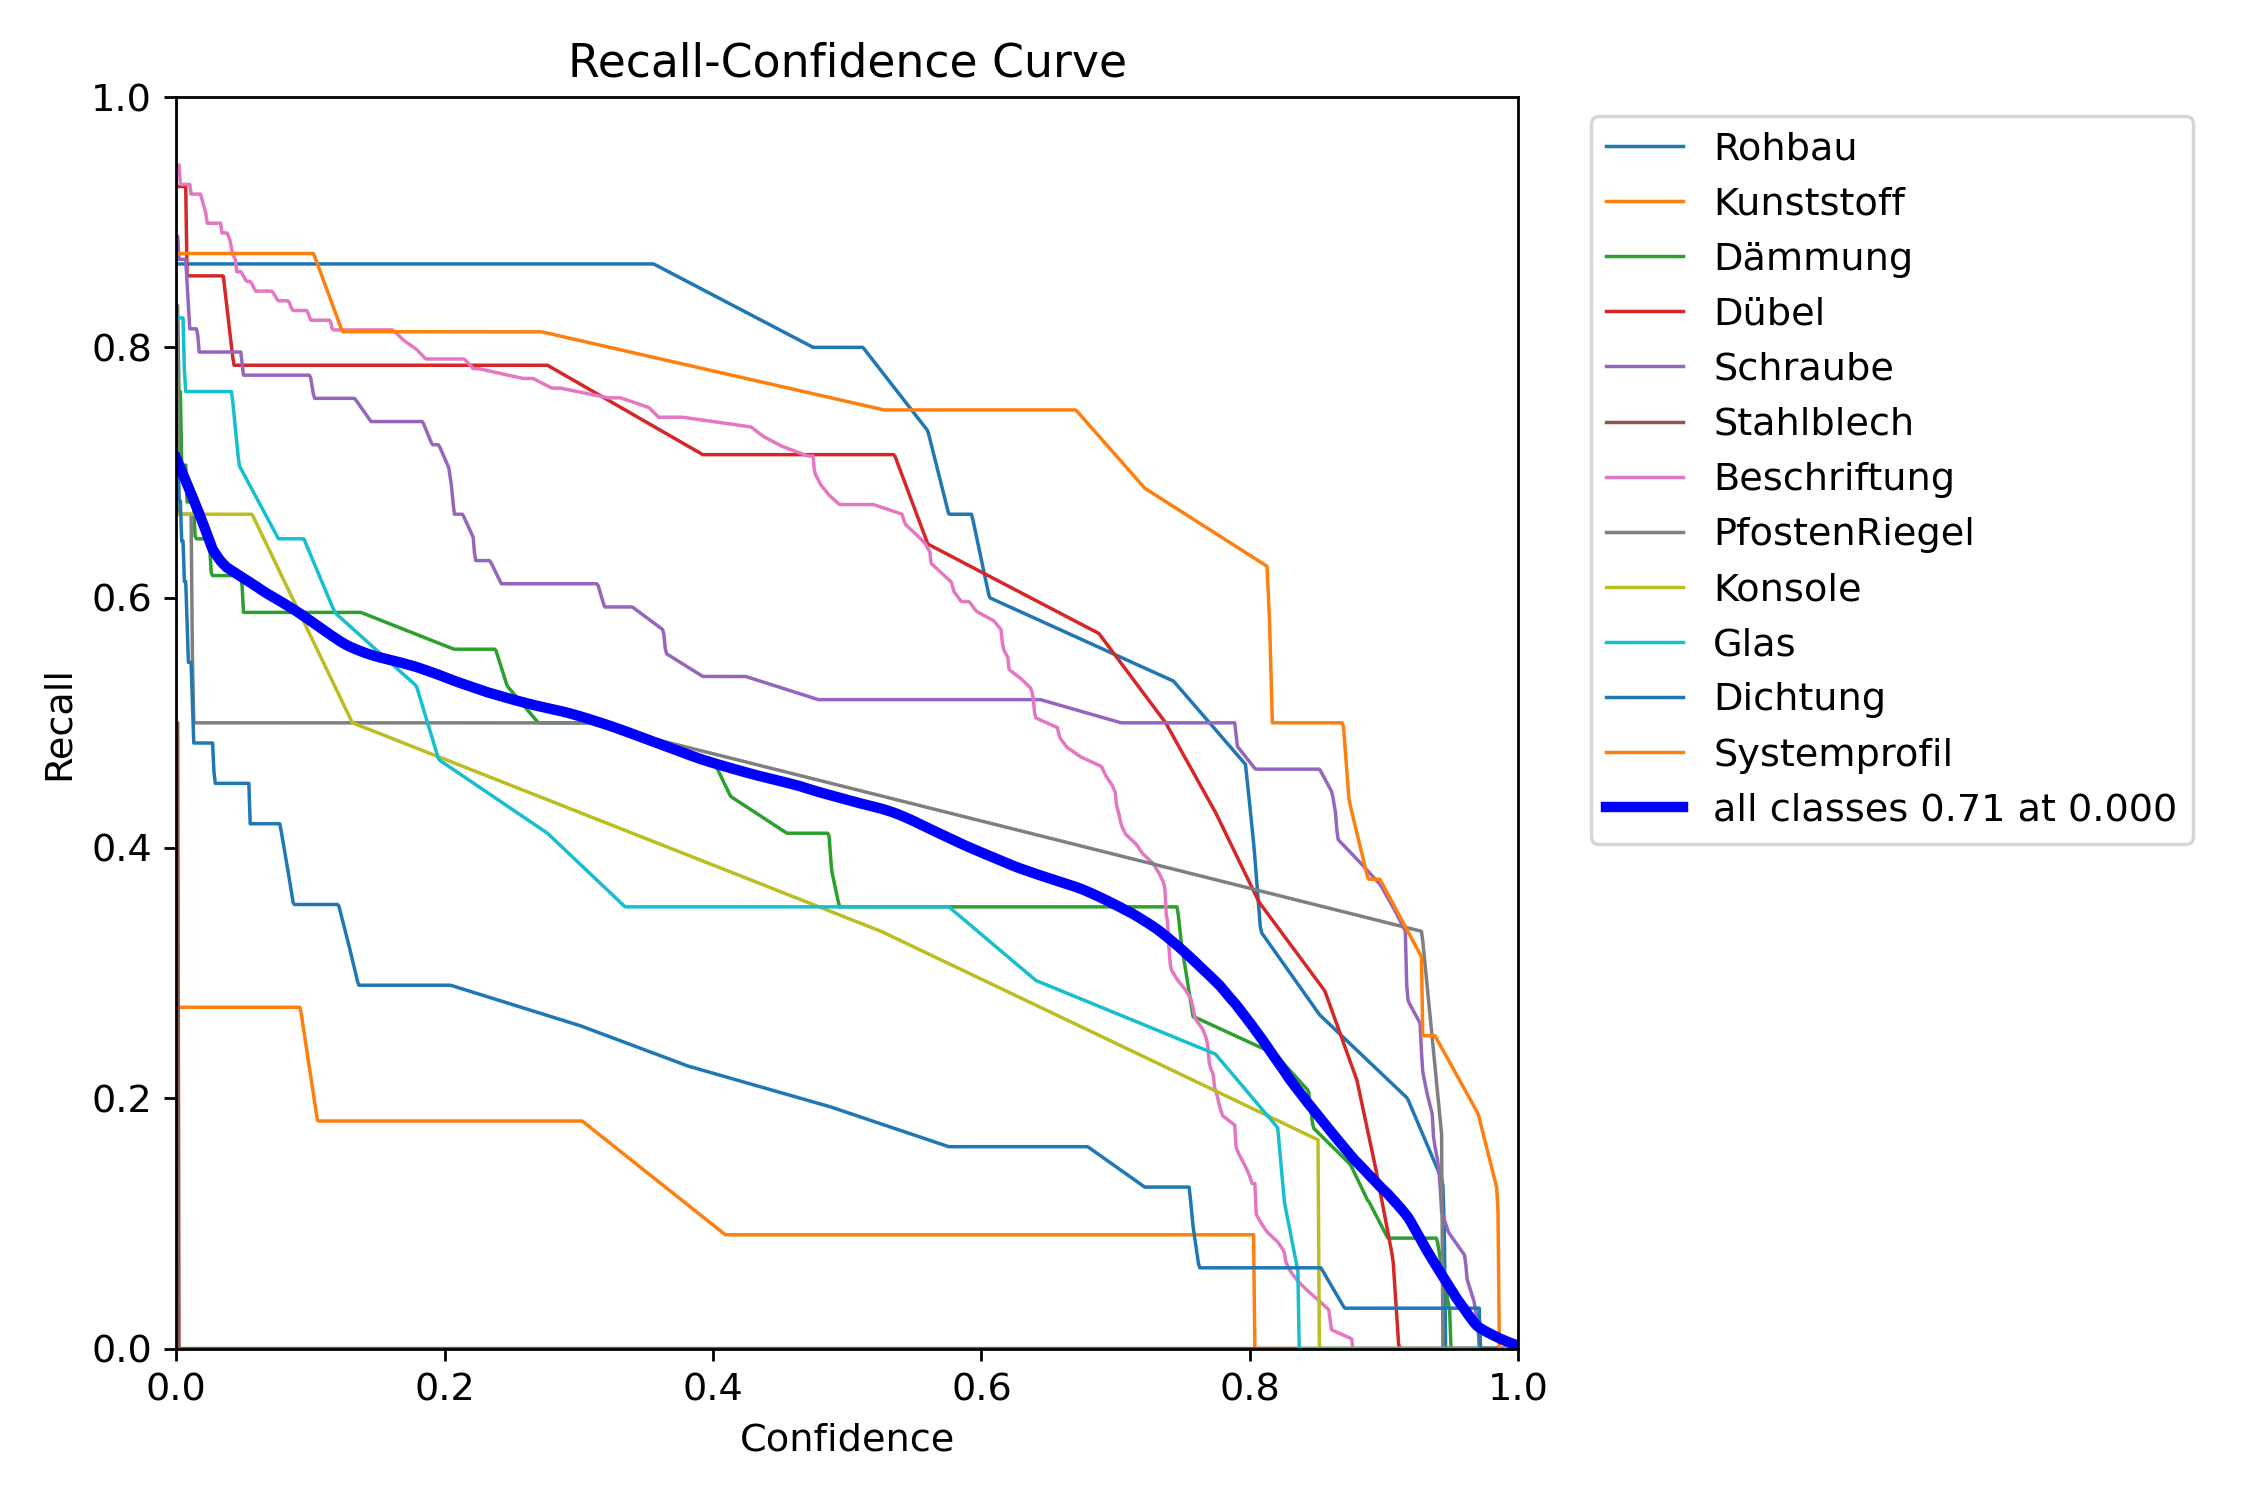 Recall-Confidence Curve
1.0
0.8
0.6
0.4
0.2
0.0
Recall
0.0 0.2 0.4 0.6 0.8 1.0
Confidence
Rohbau
Kunststoff
Dämmung
Dübel
Schraube
Stahlblech
Beschriftung
PfostenRiegel
Konsole
Glas
Dichtung
Systemprofil
all classes 0.71 at 0.000